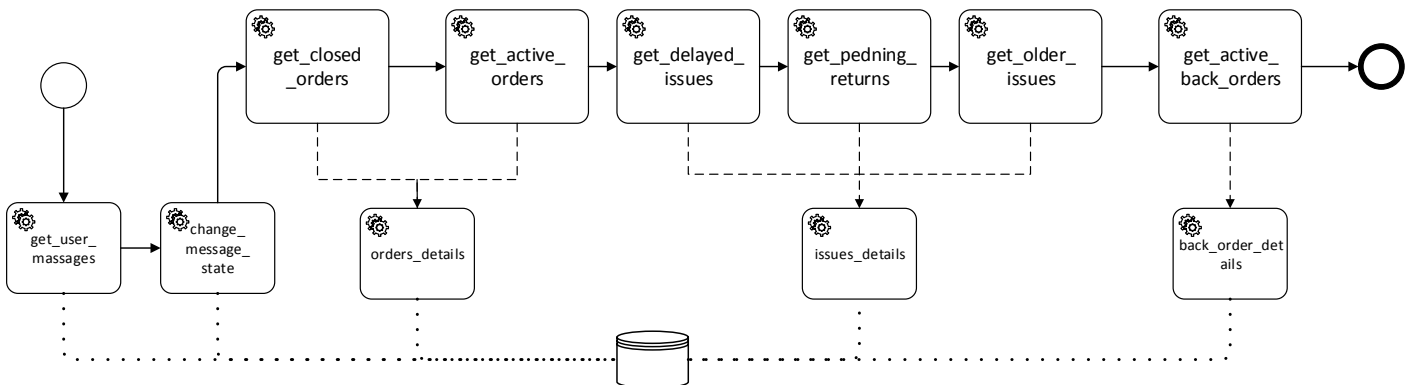 get_closed
_orders
get_active_
orders
get_delayed_
issues
get_pedning_
returns
get_older_
issues
get_active_
back_orders
get_user_
massages
change_
message_
state
orders_details
issues_details
back_order_det
ails